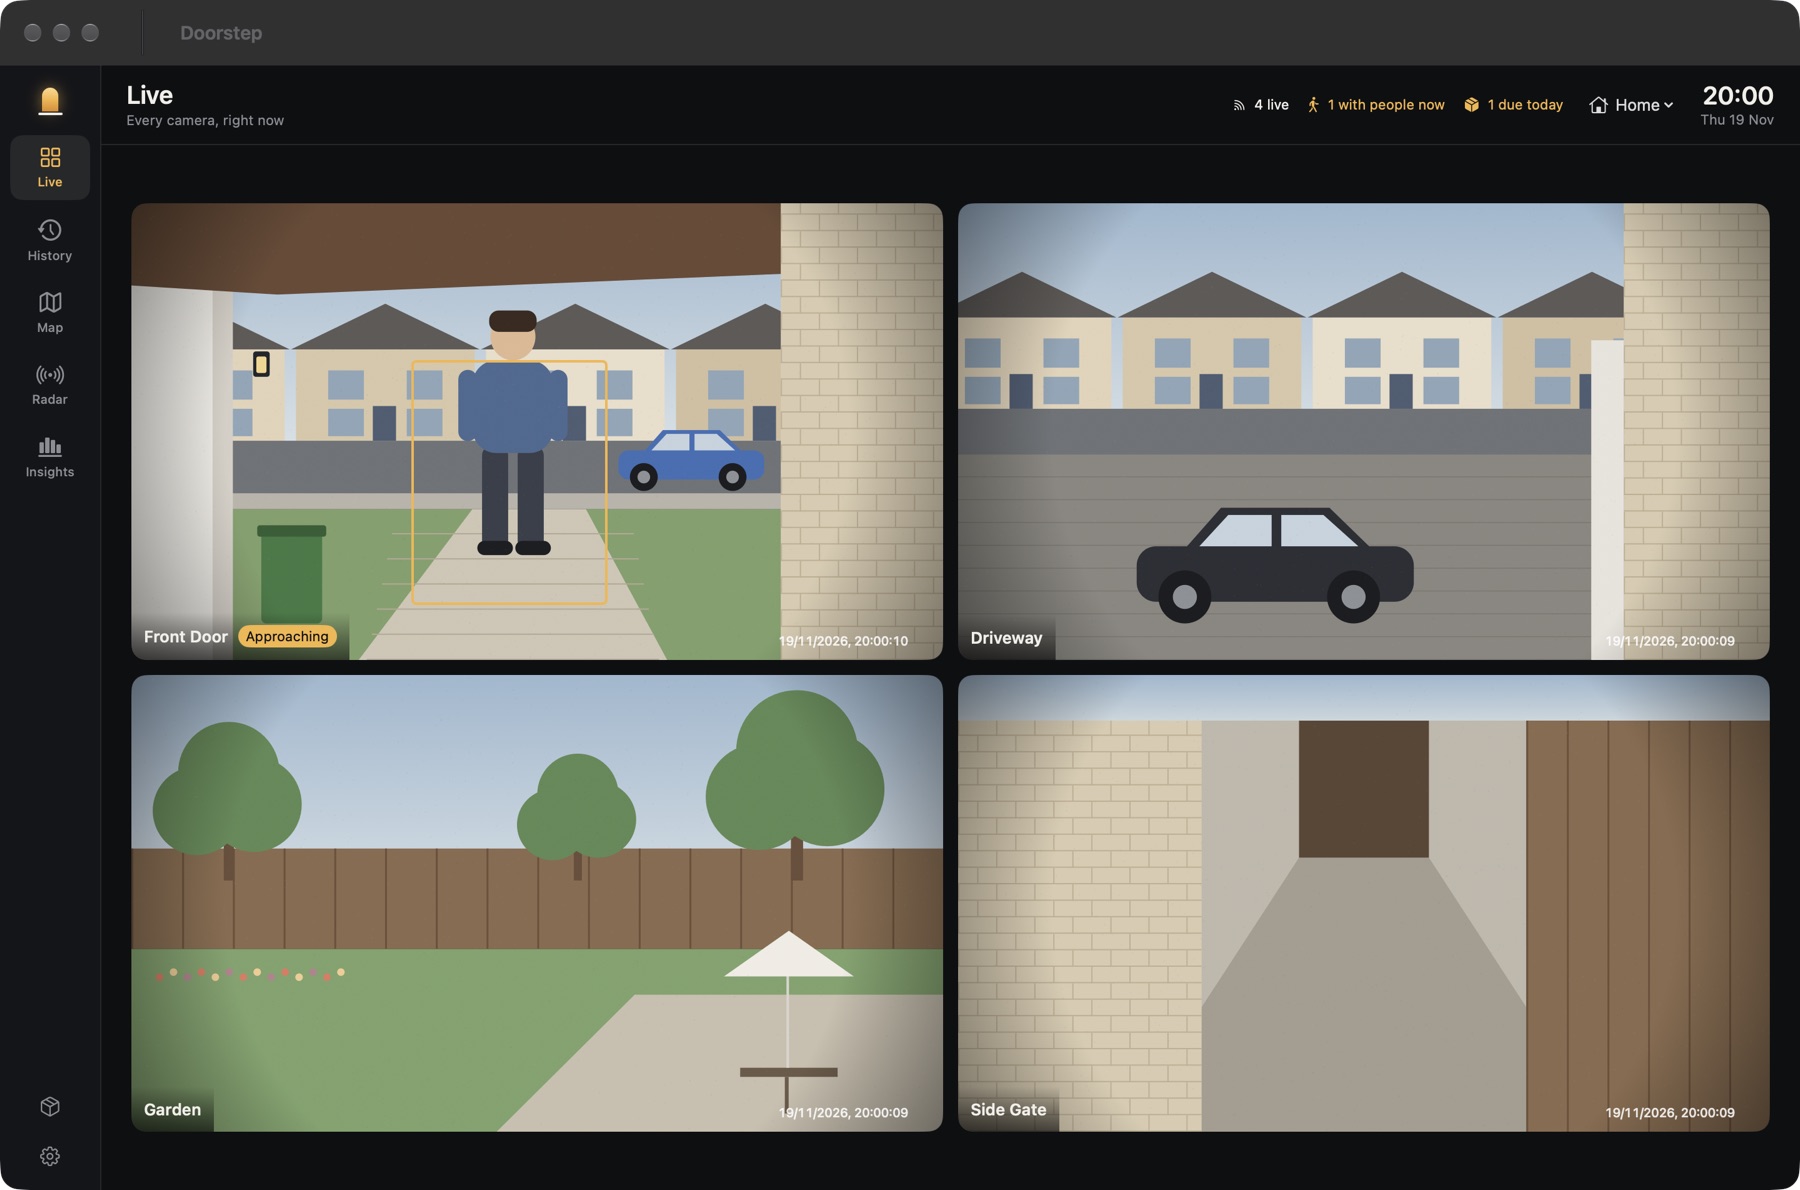 Doorstep
Live
Every camera, right now
4 live
1 with people now
1 due today
Home
20:00
Thu 19 Nov
Live
History
Map
Radar
Insights
Front Door
Approaching
19/11/2026, 20:00:10
Driveway
19/11/2026, 20:00:09
Garden
19/11/2026, 20:00:09
Side Gate
19/11/2026, 20:00:09